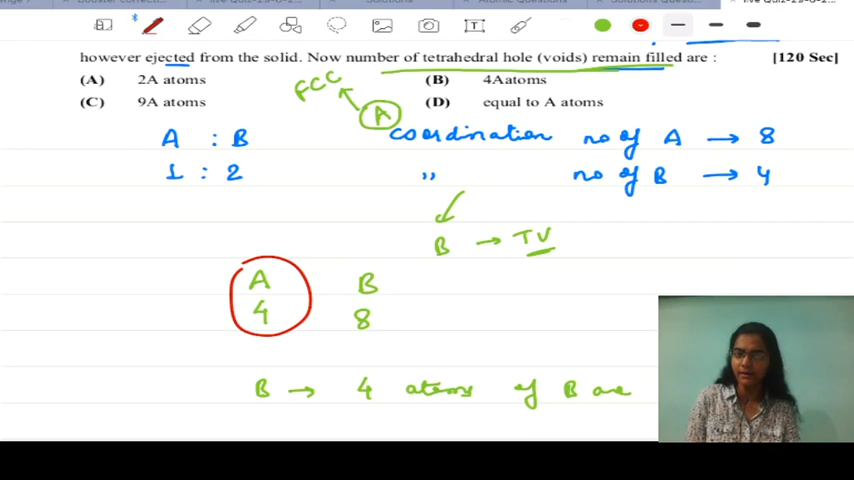 however ejected from the solid. Now number of tetrahedral hole (voids) remain filled are : [120 Sec]
(A) 2A atoms (B) 4Aatoms
(C) 9A atoms (D) equal to A atoms
FCC A
A : B coordination no of A → 8
1 : 2 ,, no of B → 4
B → TV
A B
4 8
B → 4 atoms of B are